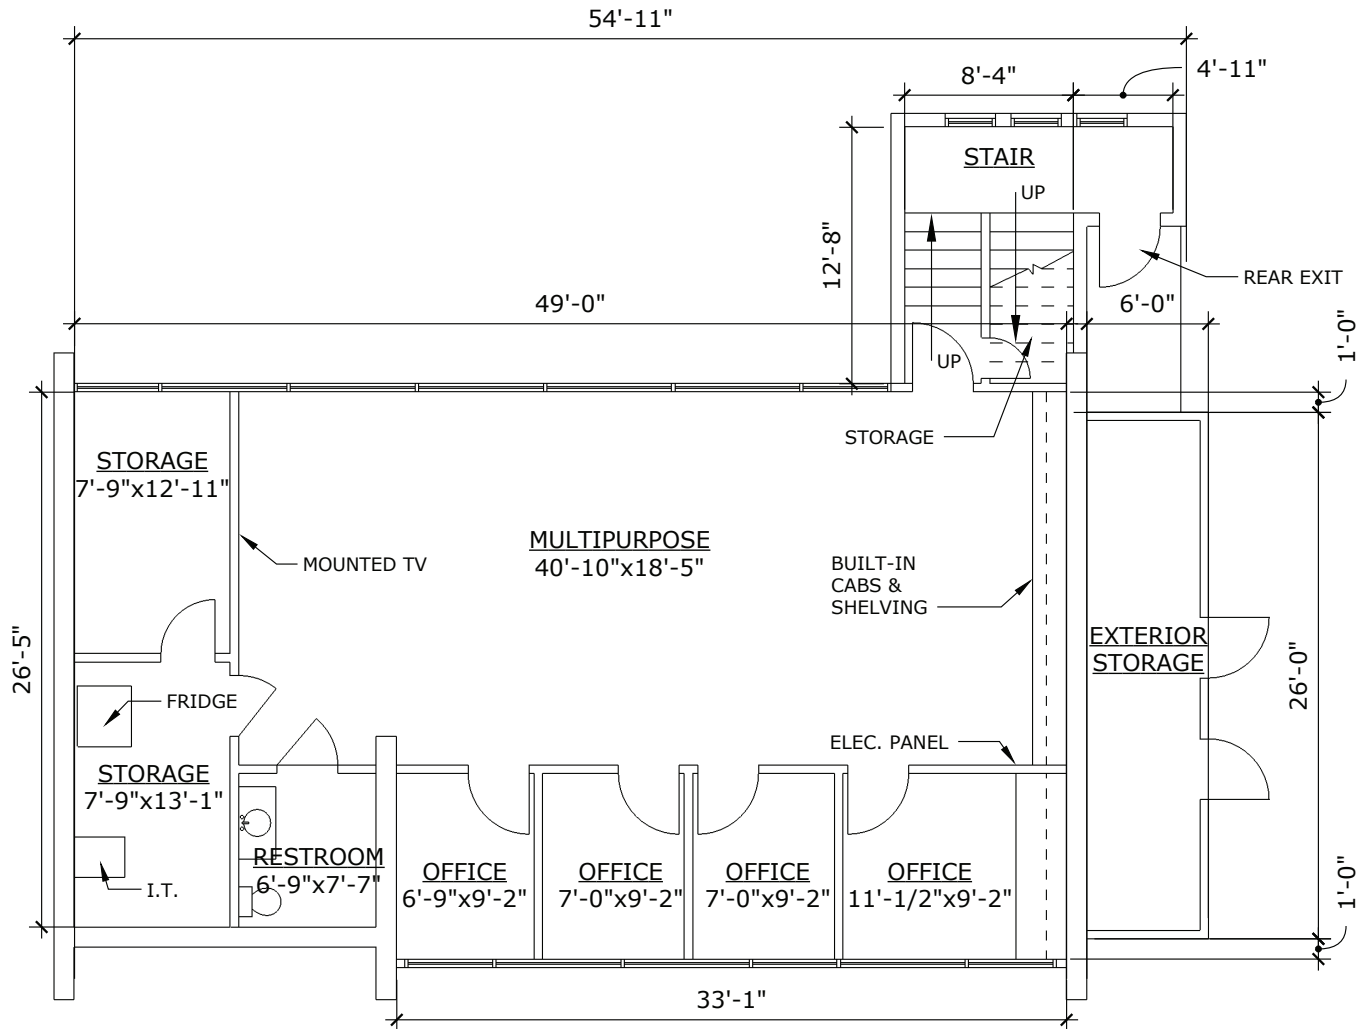 54'-11"
8'-4"
4'-11"
STAIR
UP
12'-8"
REAR EXIT
49'-0"
6'-0"
1'-0"
UP
STORAGE
STORAGE
7'-9"x12'-11"
MULTIPURPOSE
40'-10"x18'-5"
MOUNTED TV
BUILT-IN
CABS &
SHELVING
26'-5"
EXTERIOR
STORAGE
26'-0"
FRIDGE
ELEC. PANEL
STORAGE
7'-9"x13'-1"
RESTROOM
6'-9"x7'-7"
OFFICE
6'-9"x9'-2"
OFFICE
7'-0"x9'-2"
OFFICE
7'-0"x9'-2"
OFFICE
11'-1/2"x9'-2"
I.T.
1'-0"
33'-1"